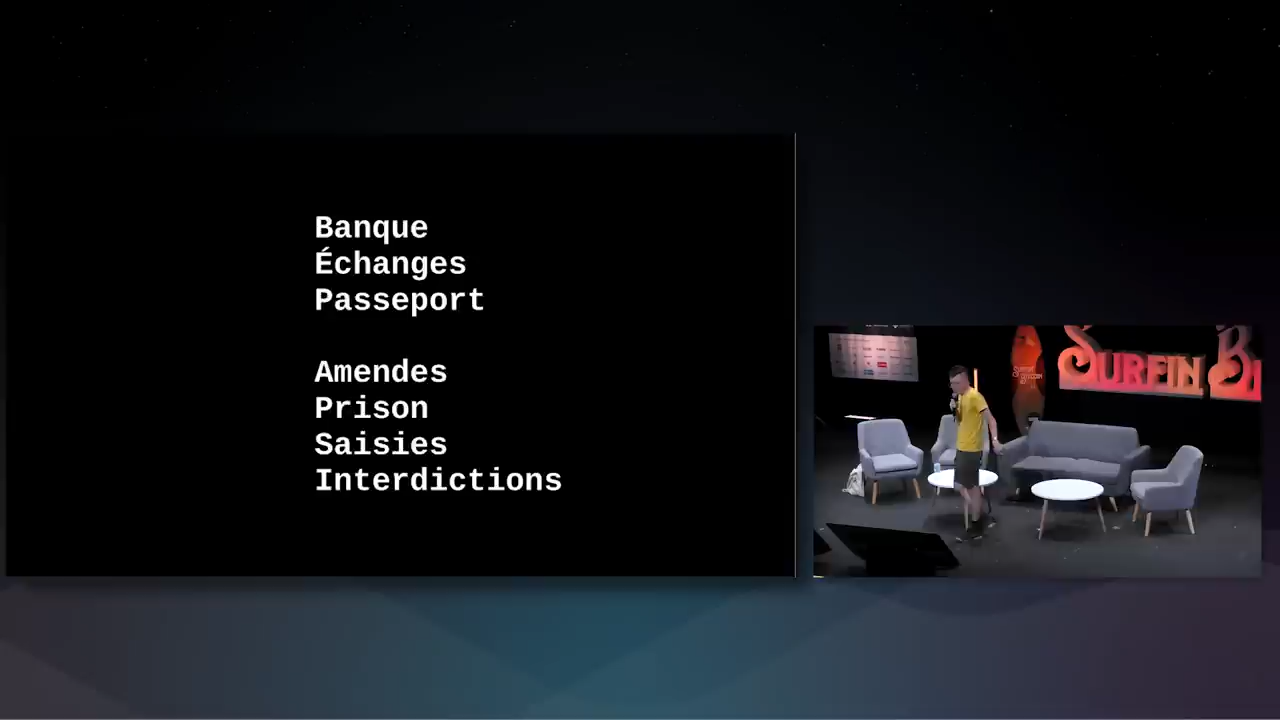 Banque
Échanges
Passeport
Amendes
Prison
Saisies
Interdictions
SURFIN